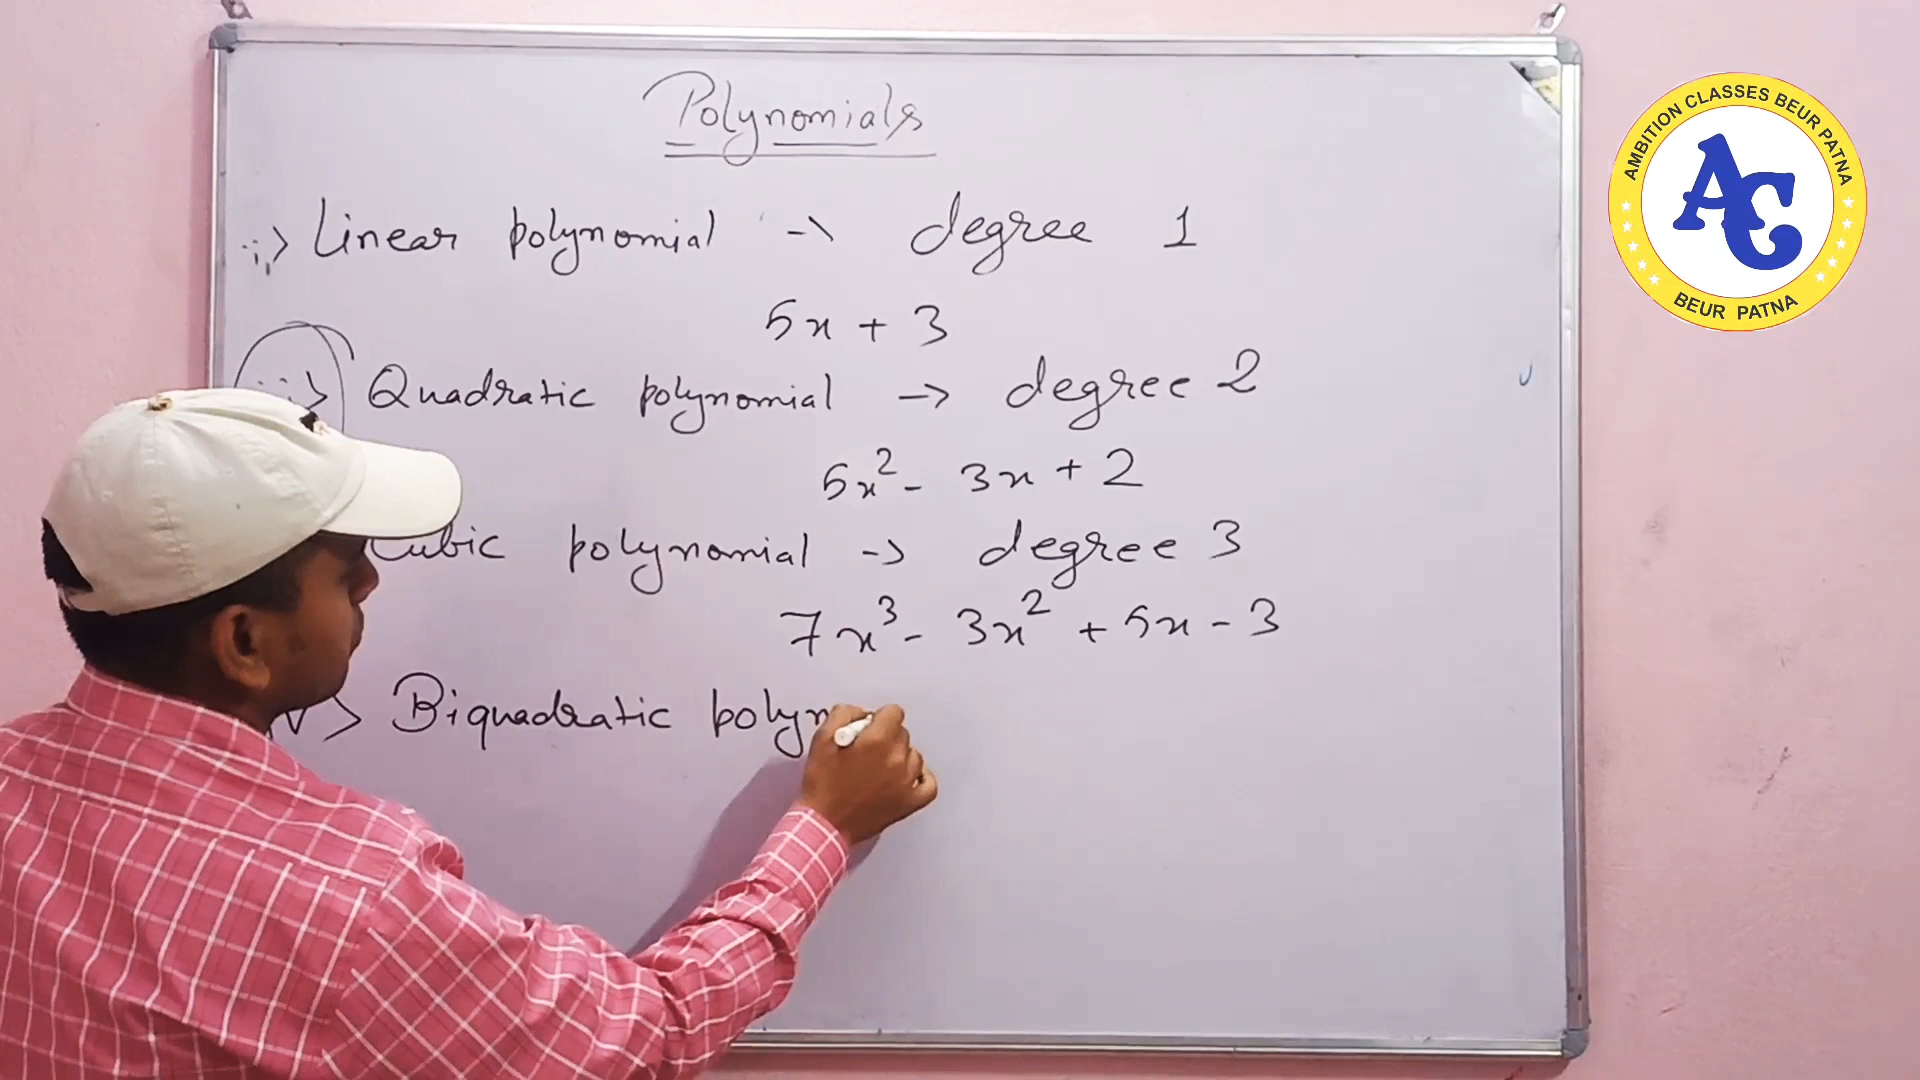 Polynomials
ii> Linear polynomial -> degree 1
5x + 3
Quadratic polynomial -> degree 2
5x² - 3x + 2
Cubic polynomial -> degree 3
7x³ - 3x² + 5x - 3
V> Biquadratic polyn
AMBITION CLASSES BEUR PATNA
AC
BEUR PATNA